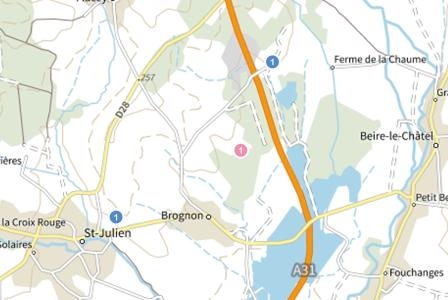 1
Ferme de la Chaume
257
D28
Beire-le-Châtel
1
Petit Be
Brognon
la Croix Rouge
1
St-Julien
Solaires
A31
Fouchanges